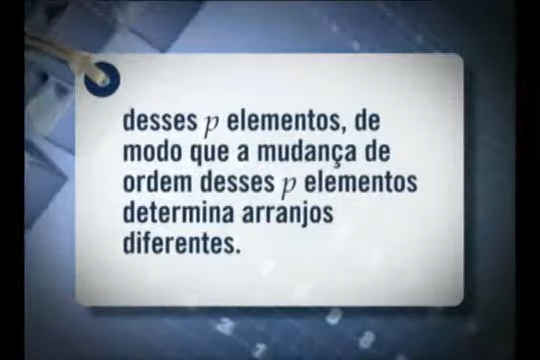 desses p elementos, de
modo que a mudança de
ordem desses p elementos
determina arranjos
diferentes.